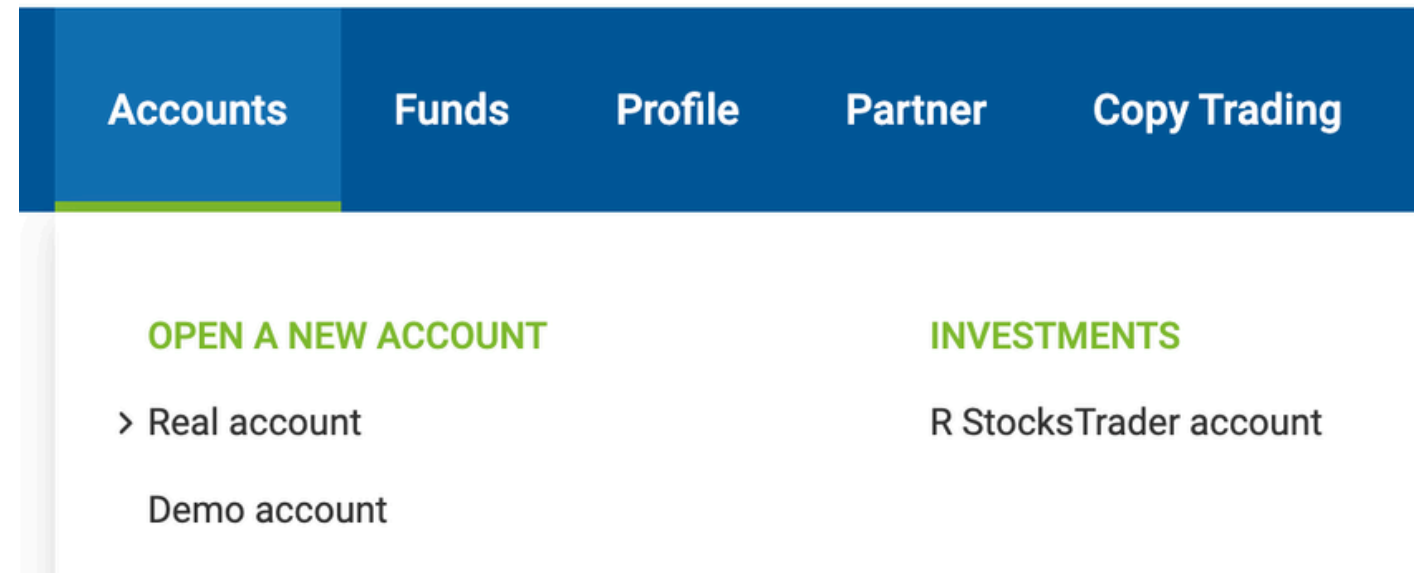 Accounts Funds Profile Partner Copy Trading
OPEN A NEW ACCOUNT
> Real account
Demo account
INVESTMENTS
R StocksTrader account